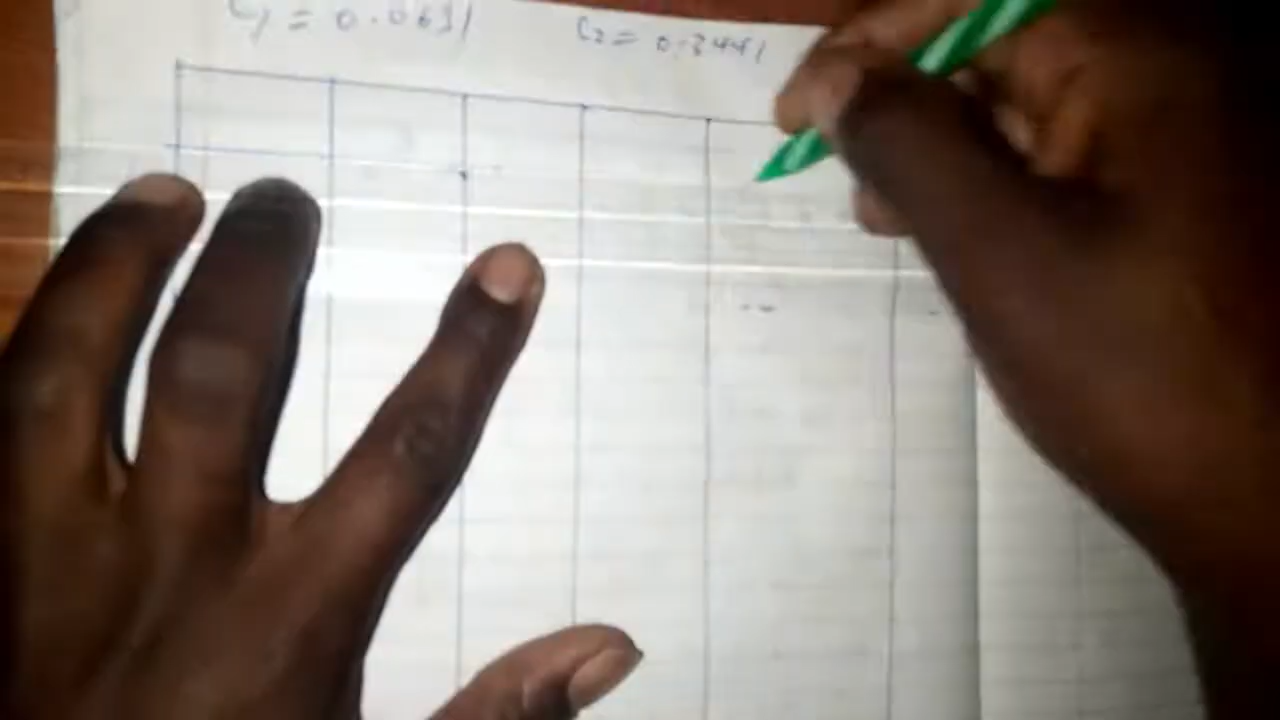 C₁ = 0.0631 C₂ = 0.3441